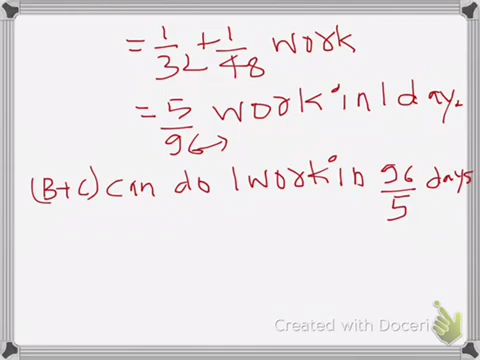 = 1/32 + 1/48 work
= 5/96 work in 1 day
(B+C) can do 1 work in 96/5 days
Created with Doceri